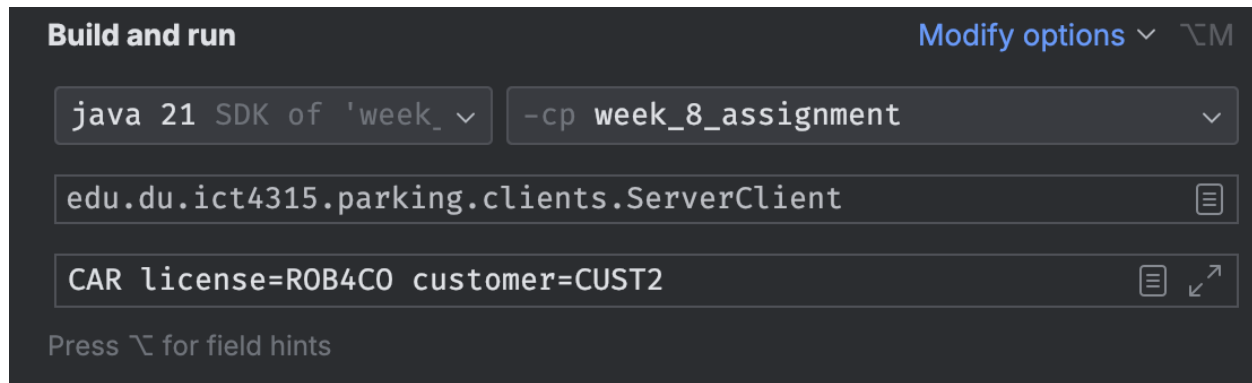 Build and run
Modify options ⌥M
java 21 SDK of 'week_
-cp week_8_assignment
edu.du.ict4315.parking.clients.ServerClient
CAR license=ROB4CO customer=CUST2
Press ⌥ for field hints